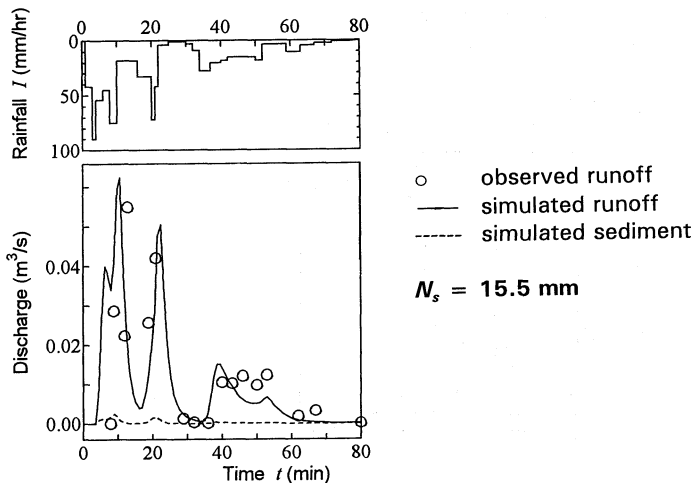 0 20 40 60 80
Rainfall I (mm/hr)
0
50
100
observed runoff
simulated runoff
simulated sediment
Nₛ = 15.5 mm
Discharge (m³/s)
0.04
0.02
0.00
0 20 40 60 80
Time t (min)